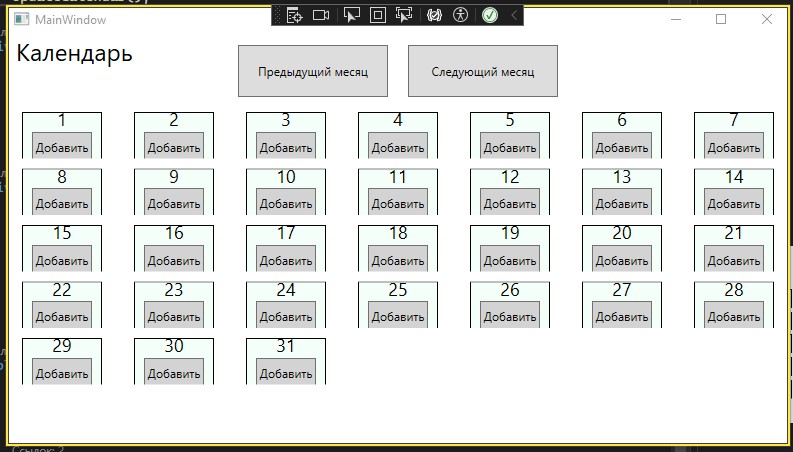 MainWindow
Календарь
Предыдущий месяц Следующий месяц
1 2 3 4 5 6 7
Добавить Добавить Добавить Добавить Добавить Добавить Добавить
8 9 10 11 12 13 14
Добавить Добавить Добавить Добавить Добавить Добавить Добавить
15 16 17 18 19 20 21
Добавить Добавить Добавить Добавить Добавить Добавить Добавить
22 23 24 25 26 27 28
Добавить Добавить Добавить Добавить Добавить Добавить Добавить
29 30 31
Добавить Добавить Добавить